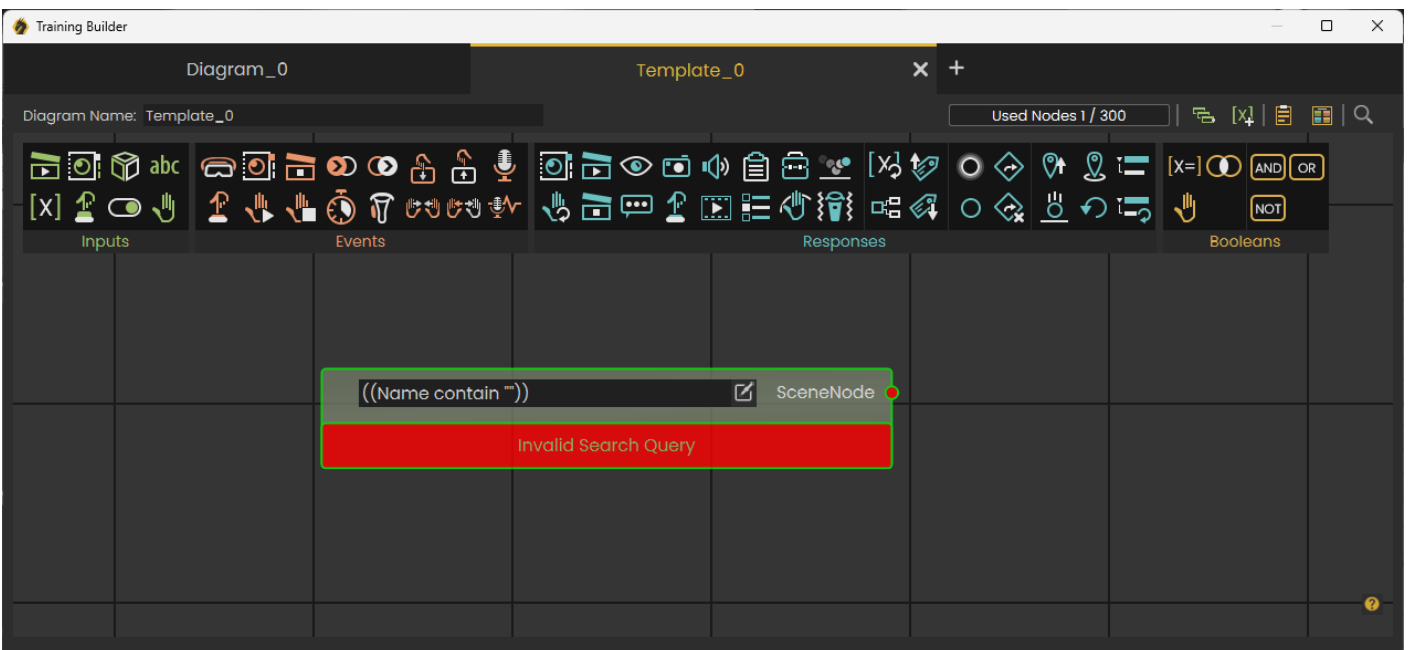 Training Builder
Diagram_0 Template_0
Diagram Name: Template_0 Used Nodes 1 / 300
abc [X] AND OR
[X] [X=] NOT
Inputs Events Responses Booleans
((Name contain "")) SceneNode
Invalid Search Query
?